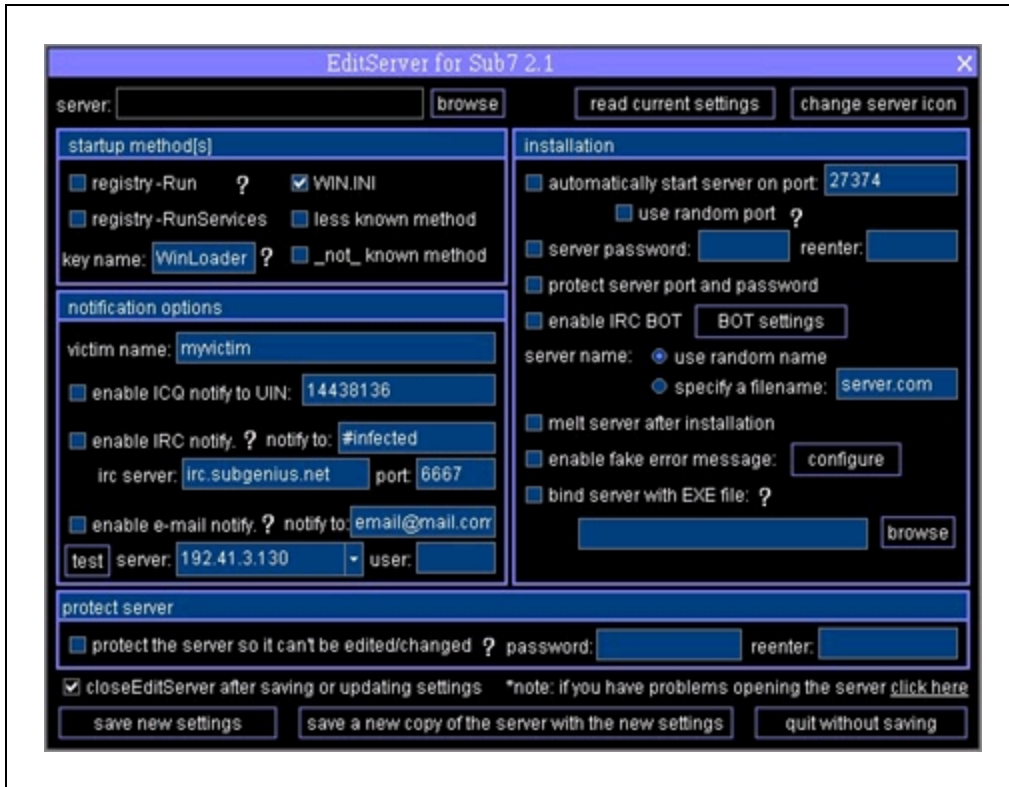 EditServer for Sub7 2.1
server: browse read current settings change server icon
startup method[s]
registry -Run ? WIN.INI
registry -RunServices less known method
key name: WinLoader ? _not_ known method
notification options
victim name: myvictim
enable ICQ notify to UIN: 14438136
enable IRC notify. ? notify to: #infected
irc server: irc.subgenius.net port: 6667
enable e-mail notify. ? notify to: email@mail.com
test server: 192.41.3.130 user:
installation
automatically start server on port: 27374
use random port ?
server password: reenter:
protect server port and password
enable IRC BOT BOT settings
server name: use random name
specify a filename: server.com
melt server after installation
enable fake error message: configure
bind server with EXE file: ?
browse
protect server
protect the server so it can't be edited/changed ? password: reenter:
closeEditServer after saving or updating settings *note: if you have problems opening the server click here
save new settings save a new copy of the server with the new settings quit without saving